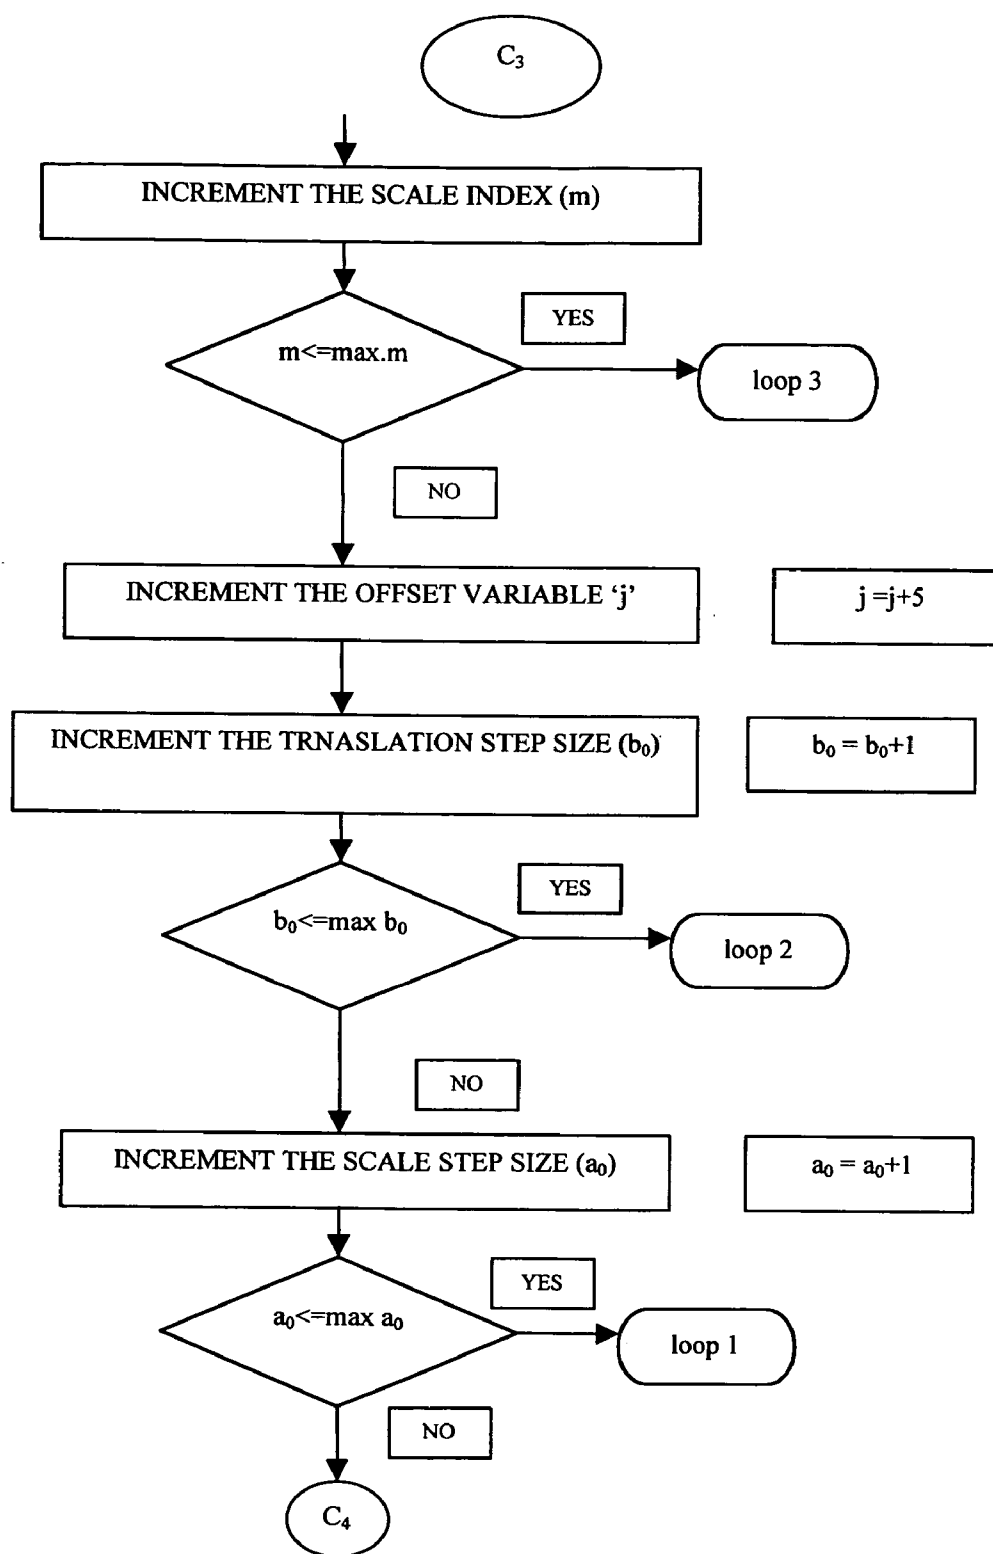 C₃
INCREMENT THE SCALE INDEX (m)
YES
m<=max.m
loop 3
NO
INCREMENT THE OFFSET VARIABLE ‘j’
j =j+5
INCREMENT THE TRNASLATION STEP SIZE (b₀)
b₀ = b₀+1
YES
b₀<=max b₀
loop 2
NO
INCREMENT THE SCALE STEP SIZE (a₀)
a₀ = a₀+1
YES
a₀<=max a₀
loop 1
NO
C₄